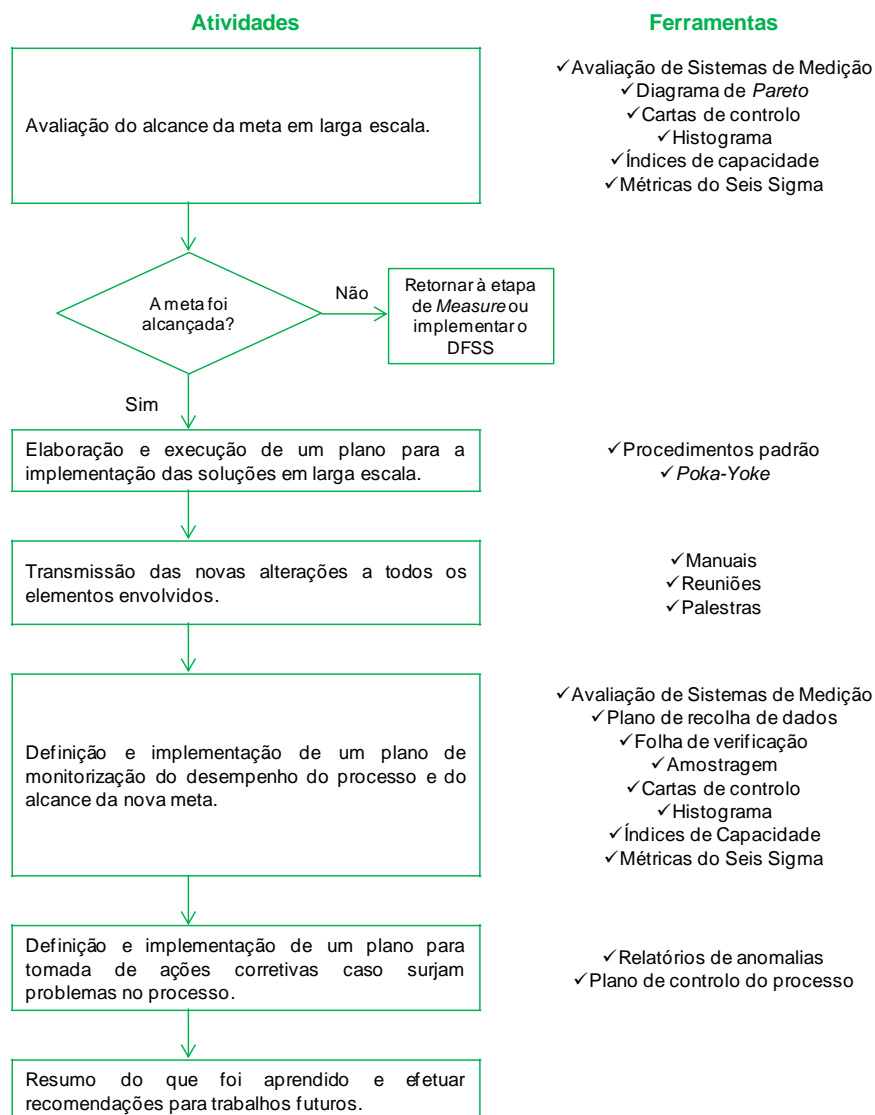 Atividades
Ferramentas
Avaliação do alcance da meta em larga escala.
✓Avaliação de Sistemas de Medição
✓Diagrama de Pareto
✓Cartas de controlo
✓Histograma
✓Índices de capacidade
✓Métricas do Seis Sigma
A meta foi
alcançada?
Não
Retornar à etapa
de Measure ou
implementar o
DFSS
Sim
Elaboração e execução de um plano para a
implementação das soluções em larga escala.
✓Procedimentos padrão
✓Poka-Yoke
Transmissão das novas alterações a todos os
elementos envolvidos.
✓Manuais
✓Reuniões
✓Palestras
Definição e implementação de um plano de
monitorização do desempenho do processo e do
alcance da nova meta.
✓Avaliação de Sistemas de Medição
✓Plano de recolha de dados
✓Folha de verificação
✓Amostragem
✓Cartas de controlo
✓Histograma
✓Índices de Capacidade
✓Métricas do Seis Sigma
Definição e implementação de um plano para
tomada de ações corretivas caso surjam
problemas no processo.
✓Relatórios de anomalias
✓Plano de controlo do processo
Resumo do que foi aprendido e efetuar
recomendações para trabalhos futuros.